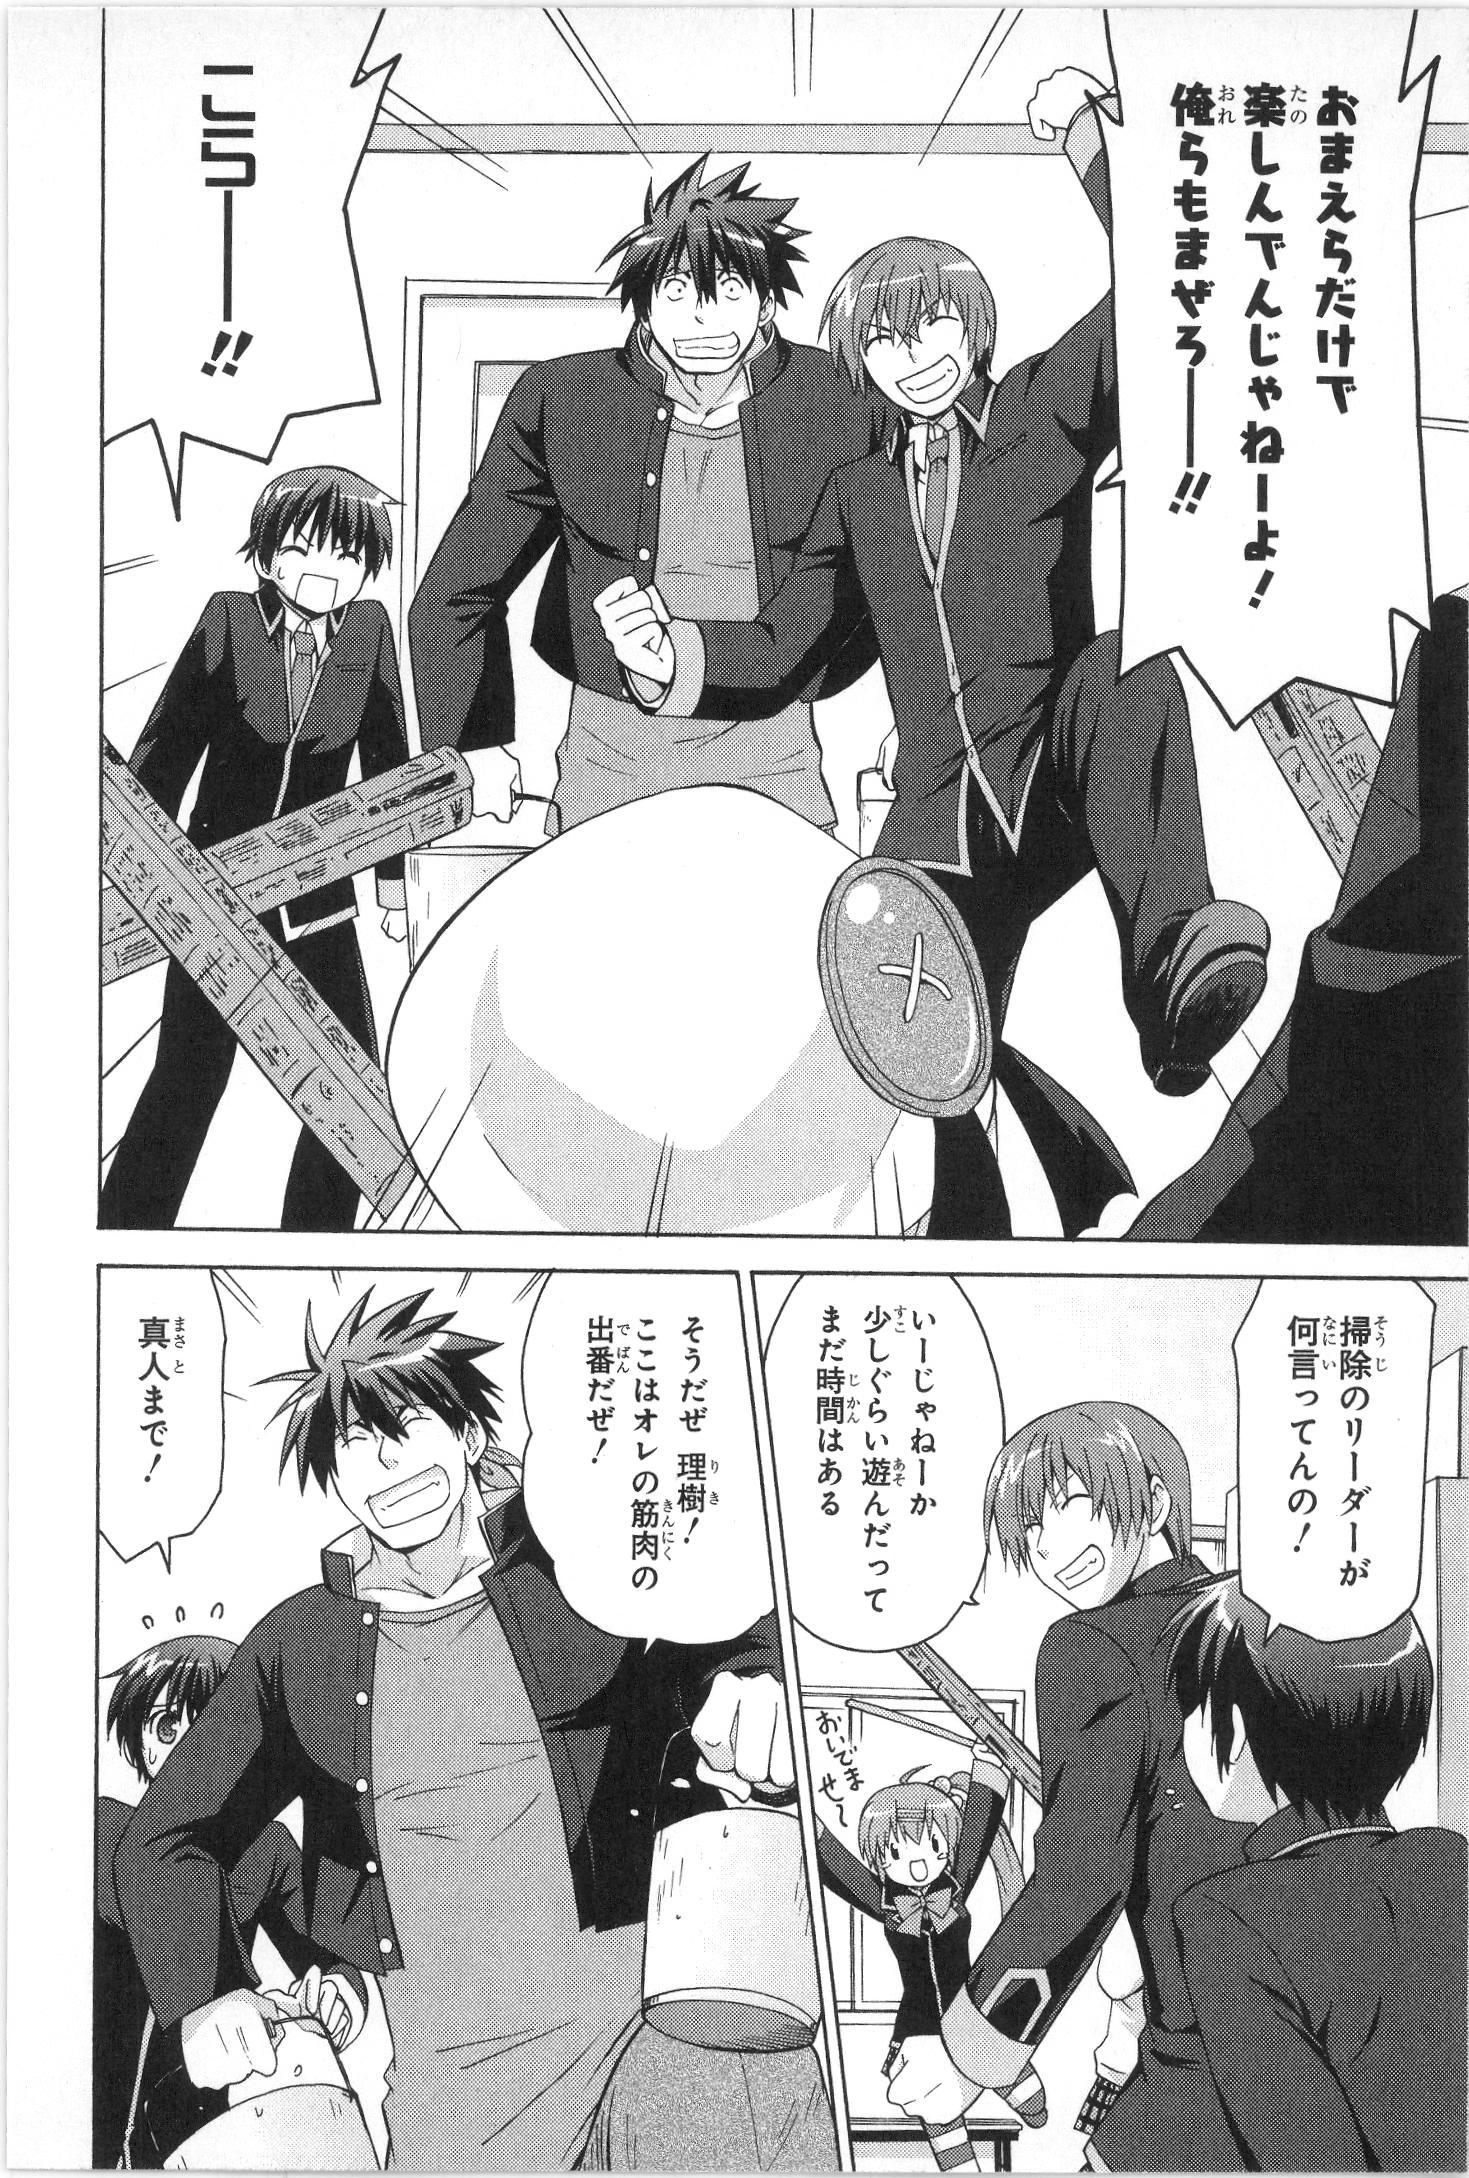 おまえらだけで
楽しんでんじゃねーよ！
俺らもまぜろー！！
こらー！！
掃除のリーダーが
何言ってんの！
いーじゃねーか
少しぐらい遊んだって
まだ時間はある
おいでませ〜
そうだぜ 理樹！
ここはオレの筋肉の
出番だぜ！
真人まで！